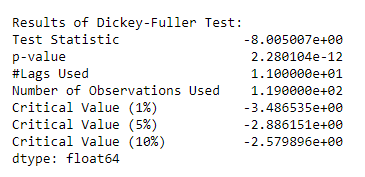 Results of Dickey-Fuller Test:
Test Statistic -8.005007e+00
p-value 2.280104e-12
#Lags Used 1.100000e+01
Number of Observations Used 1.190000e+02
Critical Value (1%) -3.486535e+00
Critical Value (5%) -2.886151e+00
Critical Value (10%) -2.579896e+00
dtype: float64